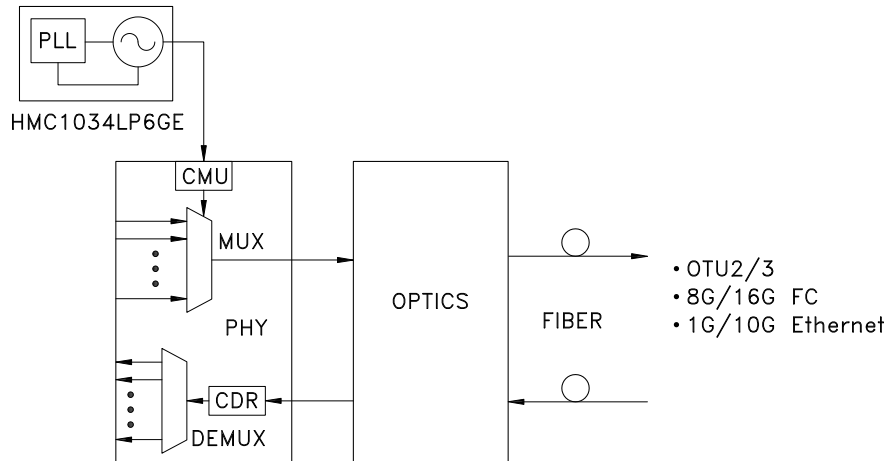 PLL
HMC1034LP6GE
CMU
MUX
PHY
OPTICS
FIBER
• OTU2/3
• 8G/16G FC
• 1G/10G Ethernet
CDR
DEMUX